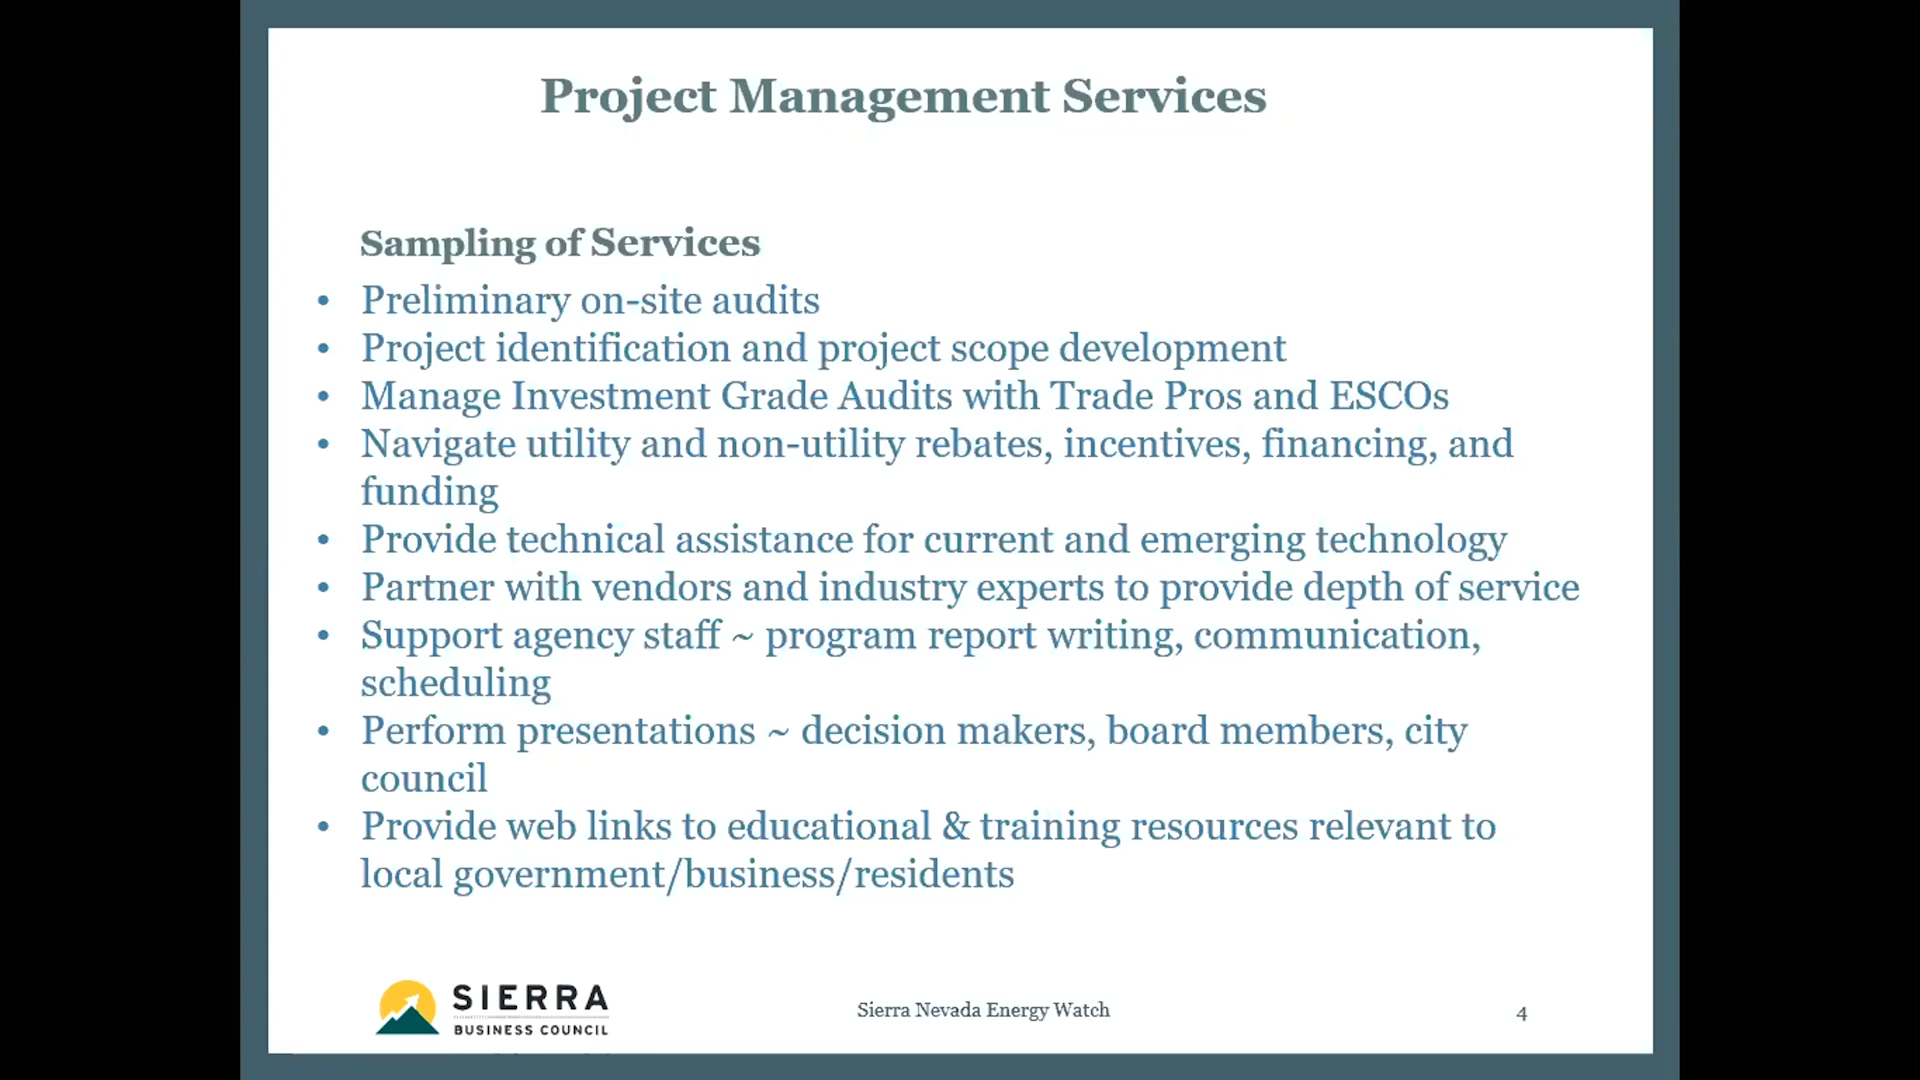 Project Management Services
Sampling of Services
• Preliminary on-site audits
• Project identification and project scope development
• Manage Investment Grade Audits with Trade Pros and ESCOs
• Navigate utility and non-utility rebates, incentives, financing, and
funding
• Provide technical assistance for current and emerging technology
• Partner with vendors and industry experts to provide depth of service
• Support agency staff ~ program report writing, communication,
scheduling
• Perform presentations ~ decision makers, board members, city
council
• Provide web links to educational & training resources relevant to
local government/business/residents
SIERRA
BUSINESS COUNCIL
Sierra Nevada Energy Watch
4